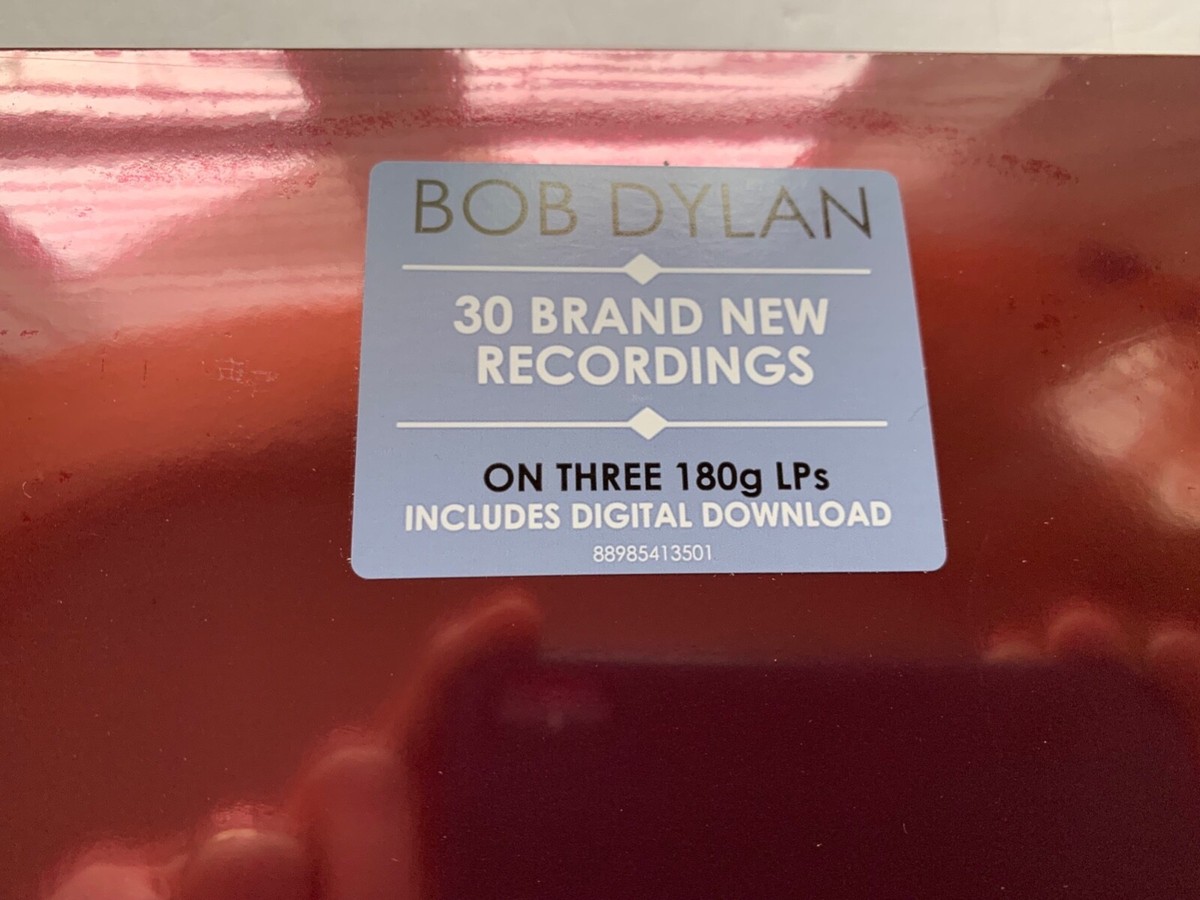 BOB DYLAN
30 BRAND NEW
RECORDINGS
ON THREE 180g LPs
INCLUDES DIGITAL DOWNLOAD
88985413501